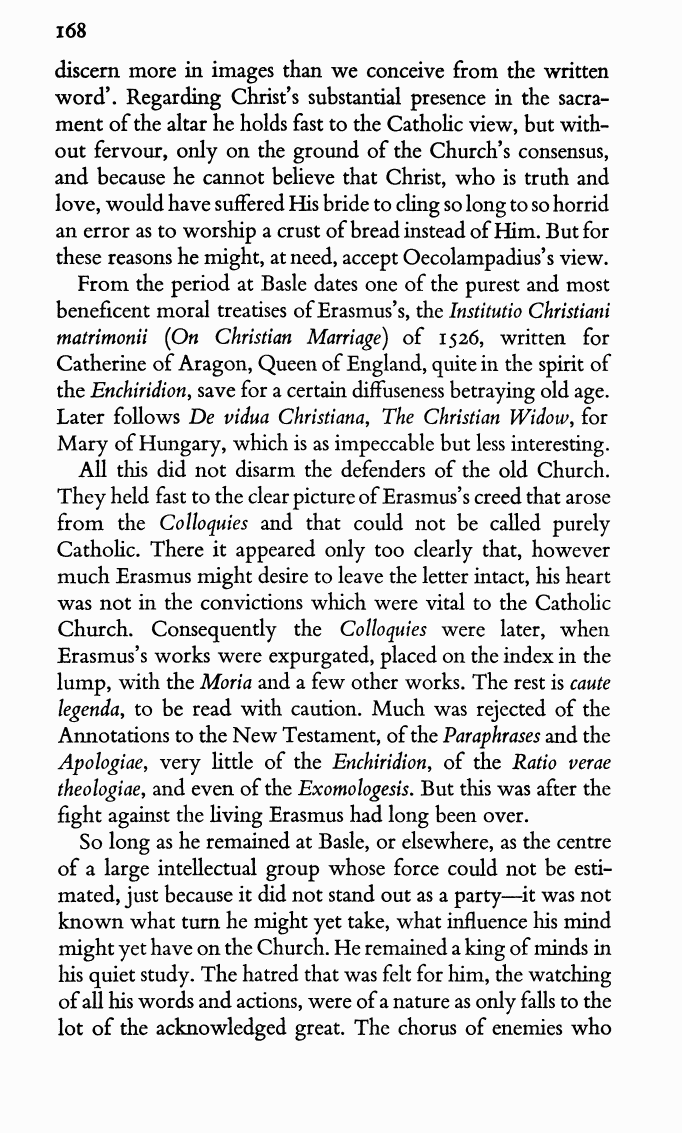 168
discern more in images than we conceive from the written
word’. Regarding Christ’s substantial presence in the sacra-
ment of the altar he holds fast to the Catholic view, but with-
out fervour, only on the ground of the Church’s consensus,
and because he cannot believe that Christ, who is truth and
love, would have suffered His bride to cling so long to so horrid
an error as to worship a crust of bread instead of Him. But for
these reasons he might, at need, accept Oecolampadius’s view.
From the period at Basle dates one of the purest and most
beneficent moral treatises of Erasmus’s, the Institutio Christiani
matrimonii (On Christian Marriage) of 1526, written for
Catherine of Aragon, Queen of England, quite in the spirit of
the Enchiridion, save for a certain diffuseness betraying old age.
Later follows De vidua Christiana, The Christian Widow, for
Mary of Hungary, which is as impeccable but less interesting.
All this did not disarm the defenders of the old Church.
They held fast to the clear picture of Erasmus’s creed that arose
from the Colloquies and that could not be called purely
Catholic. There it appeared only too clearly that, however
much Erasmus might desire to leave the letter intact, his heart
was not in the convictions which were vital to the Catholic
Church. Consequently the Colloquies were later, when
Erasmus’s works were expurgated, placed on the index in the
lump, with the Moria and a few other works. The rest is caute
legenda, to be read with caution. Much was rejected of the
Annotations to the New Testament, of the Paraphrases and the
Apologiae, very little of the Enchiridion, of the Ratio verae
theologiae, and even of the Exomologesis. But this was after the
fight against the living Erasmus had long been over.
So long as he remained at Basle, or elsewhere, as the centre
of a large intellectual group whose force could not be esti-
mated, just because it did not stand out as a party—it was not
known what turn he might yet take, what influence his mind
might yet have on the Church. He remained a king of minds in
his quiet study. The hatred that was felt for him, the watching
of all his words and actions, were of a nature as only falls to the
lot of the acknowledged great. The chorus of enemies who